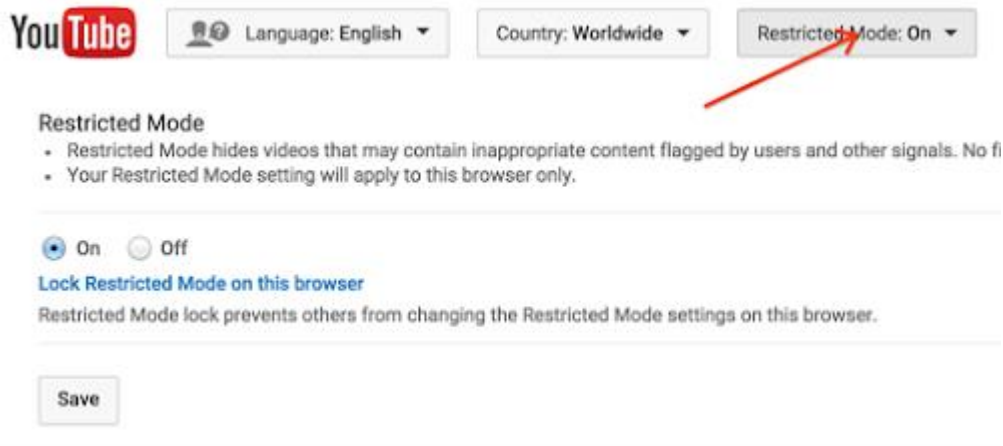 YouTube Language: English Country: Worldwide Restricted Mode: On
Restricted Mode
Restricted Mode hides videos that may contain inappropriate content flagged by users and other signals. No fi
Your Restricted Mode setting will apply to this browser only.
On Off
Lock Restricted Mode on this browser
Restricted Mode lock prevents others from changing the Restricted Mode settings on this browser.
Save